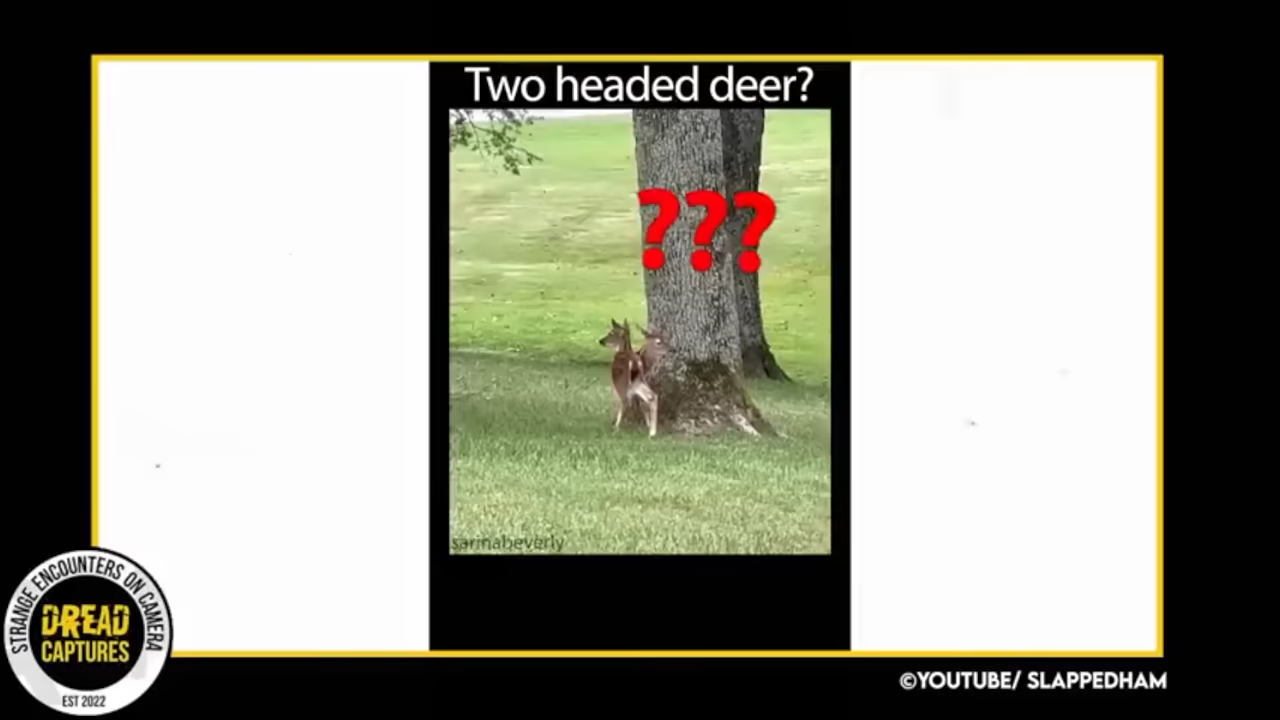 Two headed deer?
???
sarinabeverly
STRANGE ENCOUNTERS ON CAMERA
DREAD
CAPTURES
EST 2022
©YOUTUBE/ SLAPPEDHAM